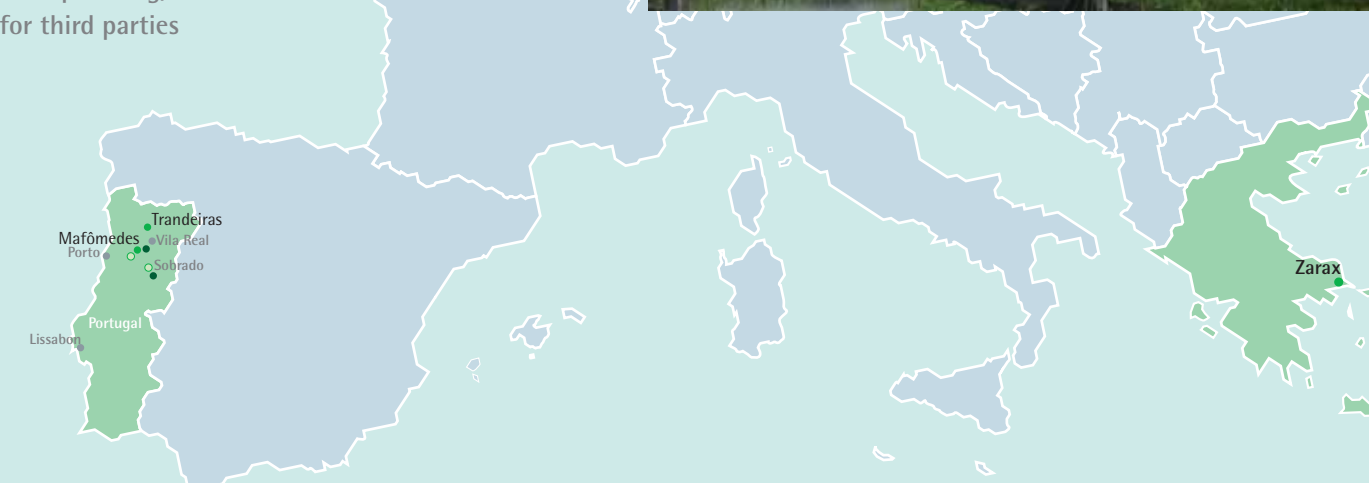 for third parties
Trandeiras
Mafômedes
Vila Real
Porto
Sobrado
Zarax
Portugal
Lissabon